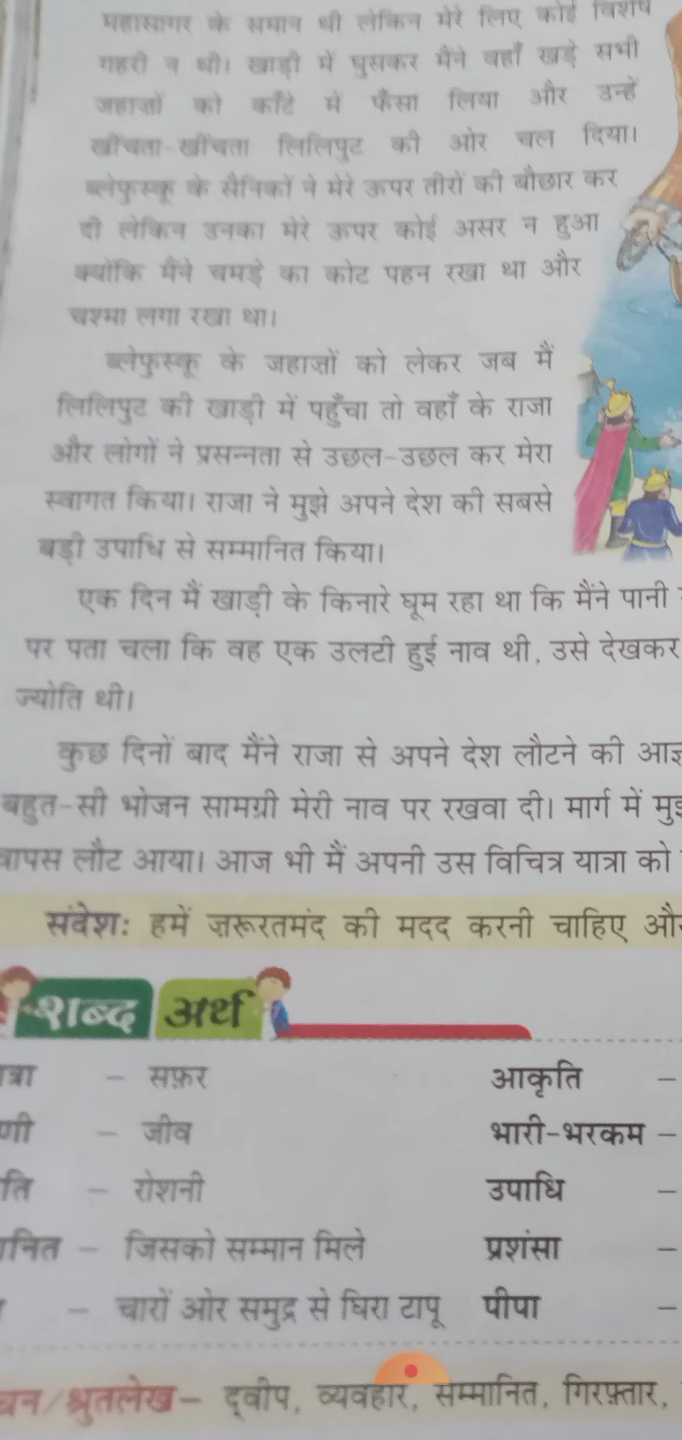 महासागर के समान थी लेकिन मेरे लिए कोई विशेष
गहरी न थी। खाड़ी में घुसकर मैंने वहाँ खड़े सभी
जहाज़ों को काँटे में फँसा लिया और उन्हें
खींचता-खींचता लिलिपुट की ओर चल दिया।
ब्लेफुस्कू के सैनिकों ने मेरे ऊपर तीरों की बौछार कर
दी लेकिन उनका मेरे ऊपर कोई असर न हुआ
क्योंकि मैंने चमड़े का कोट पहन रखा था और
चश्मा लगा रखा था।
ब्लेफुस्कू के जहाज़ों को लेकर जब मैं
लिलिपुट की खाड़ी में पहुँचा तो वहाँ के राजा
और लोगों ने प्रसन्नता से उछल-उछल कर मेरा
स्वागत किया। राजा ने मुझे अपने देश की सबसे
बड़ी उपाधि से सम्मानित किया।
एक दिन मैं खाड़ी के किनारे घूम रहा था कि मैंने पानी
पर पता चला कि वह एक उलटी हुई नाव थी, उसे देखकर
ज्योति थी।
कुछ दिनों बाद मैंने राजा से अपने देश लौटने की
बहुत-सी भोजन सामग्री मेरी नाव पर रखवा दी। मार्ग में
वापस लौट आया। आज भी मैं अपनी उस विचित्र यात्रा को
संदेश: हमें ज़रूरतमंद की मदद करनी चाहिए
शब्द अर्थ
– सफ़र आकृति –
– जीव भारी-भरकम –
– रोशनी उपाधि –
– जिसको सम्मान मिले प्रशंसा –
– चारों ओर समुद्र से घिरा टापू पीपा –
श्रुतलेख– द्वीप, व्यवहार, सम्मानित, गिरफ़्तार,